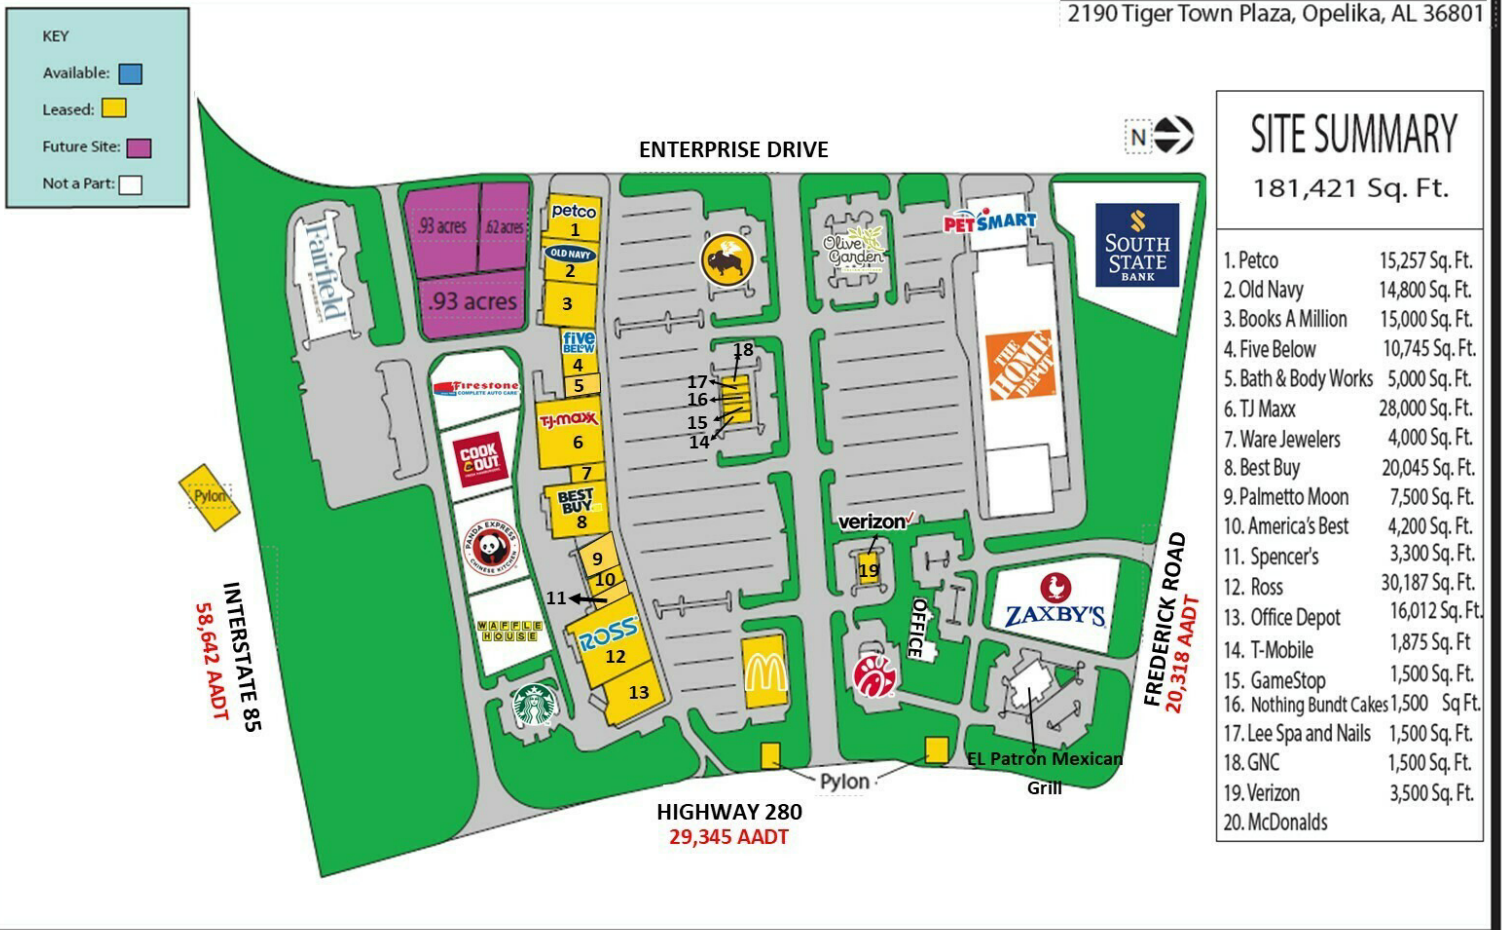 2190 Tiger Town Plaza, Opelika, AL 36801
KEY
Available:
Leased:
Future Site:
Not a Part:
ENTERPRISE DRIVE
N
SITE SUMMARY
181,421 Sq. Ft.
1. Petco 15,257 Sq. Ft.
2. Old Navy 14,800 Sq. Ft.
3. Books A Million 15,000 Sq. Ft.
4. Five Below 10,745 Sq. Ft.
5. Bath & Body Works 5,000 Sq. Ft.
6. TJ Maxx 28,000 Sq. Ft.
7. Ware Jewelers 4,000 Sq. Ft.
8. Best Buy 20,045 Sq. Ft.
9. Palmetto Moon 7,500 Sq. Ft.
10. America's Best 4,200 Sq. Ft.
11. Spencer's 3,300 Sq. Ft.
12. Ross 30,187 Sq. Ft.
13. Office Depot 16,012 Sq. Ft.
14. T-Mobile 1,875 Sq. Ft
15. GameStop 1,500 Sq. Ft
16. Nothing Bundt Cakes 1,500 Sq Ft.
17. Lee Spa and Nails 1,500 Sq. Ft.
18. GNC 1,500 Sq. Ft.
19. Verizon 3,500 Sq. Ft.
20. McDonalds
Fairfield
.93 acres
.62 acres
.93 acres
petco
1
OLD NAVY
2
3
five
BELOW
4
5
TJ-maxx
6
7
BEST
BUY
8
9
10
11
ROSS
12
13
Firestone
COMPLETE AUTO CARE
COOK
OUT
PANDA EXPRESS
CHINESE KITCHEN
WAFFLE
HOUSE
18
17
16
15
14
Olive
Garden
PETSMART
THE
HOME
DEPOT
SOUTH
STATE
BANK
verizon
19
OFFICE
ZAXBY'S
EL Patron Mexican
Grill
Pylon
Pylon
INTERSTATE 85
58,642 AADT
HIGHWAY 280
29,345 AADT
FREDERICK ROAD
20,318 AADT